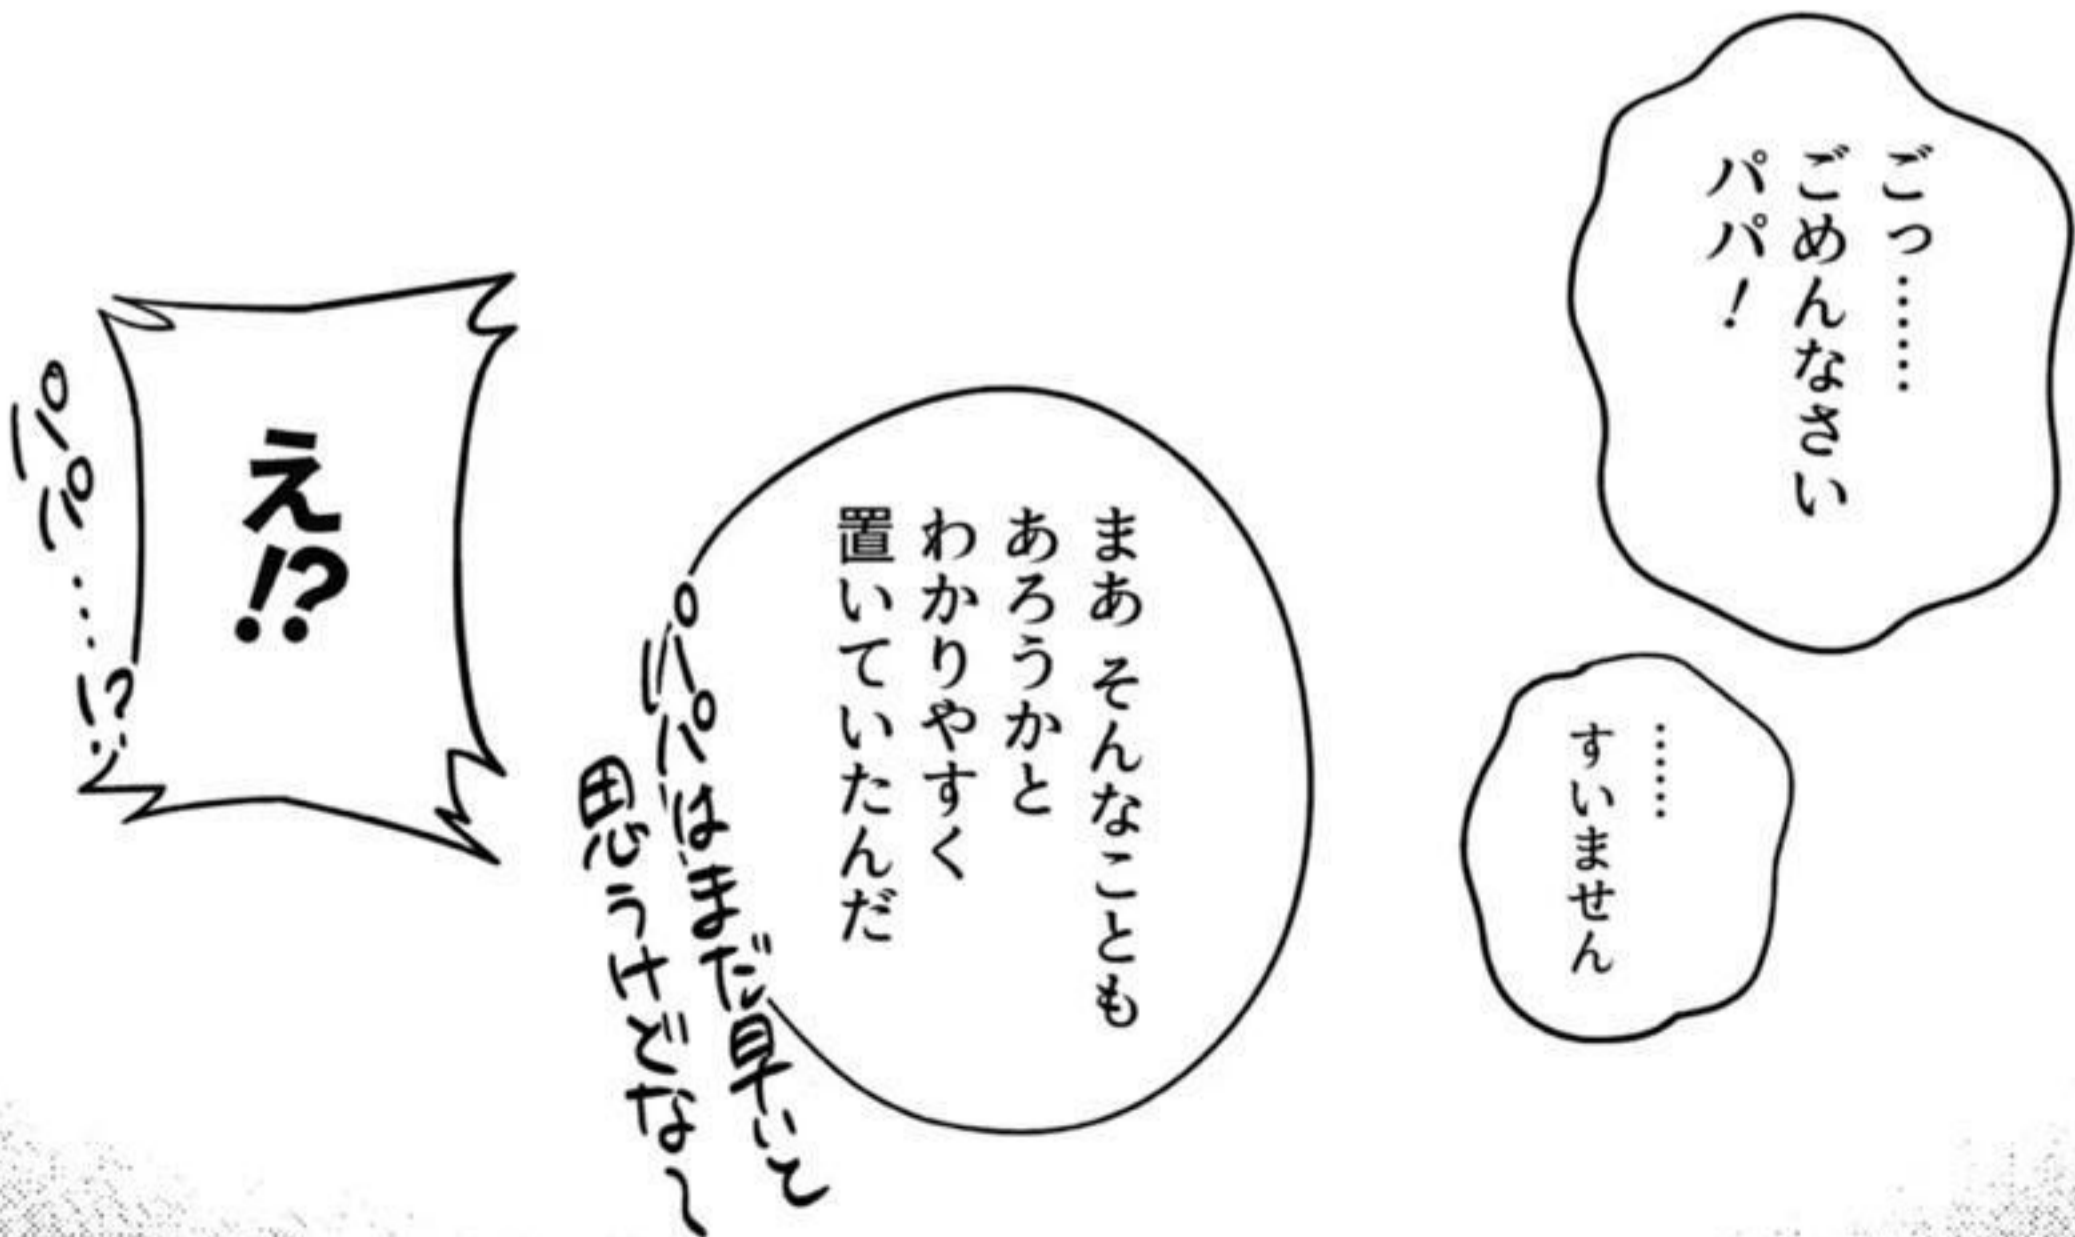 ごっ……
ごめんなさい
パパ！
……
すいません
まあ そんなことも
あろうかと
わかりやすく
置いていたんだ
パパはまだ早いと
思うけどな～
え!?
パパ…!?